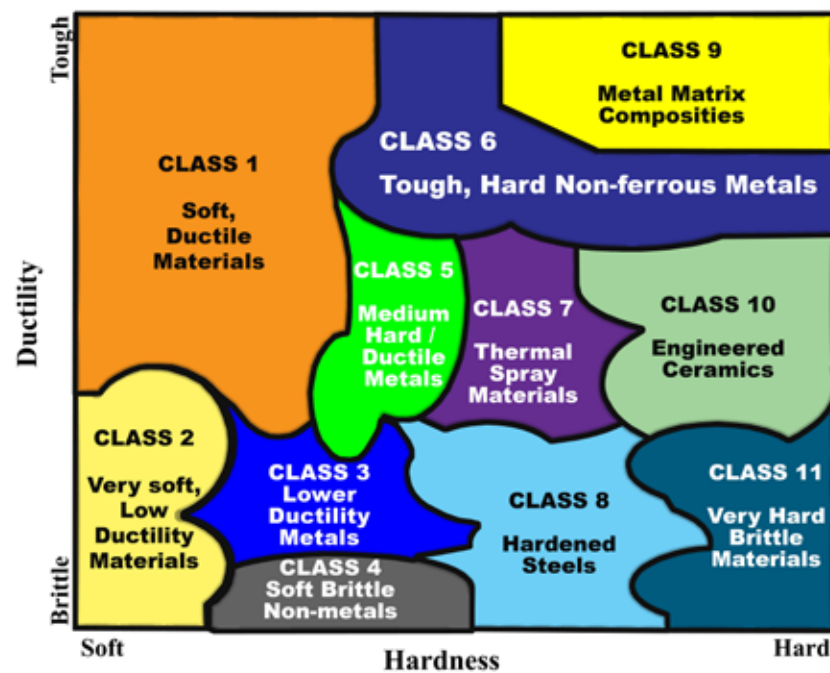 Tough
Ductility
Brittle
CLASS 1
Soft,
Ductile
Materials
CLASS 6
Tough, Hard Non-ferrous Metals
CLASS 9
Metal Matrix
Composities
CLASS 5
Medium
Hard /
Ductile
Metals
CLASS 7
Thermal
Spray
Materials
CLASS 10
Engineered
Ceramics
CLASS 2
Very soft,
Low
Ductility
Materials
CLASS 3
Lower
Ductility
Metals
CLASS 4
Soft Brittle
Non-metals
CLASS 8
Hardened
Steels
CLASS 11
Very Hard
Brittle
Materials
Soft
Hardness
Hard